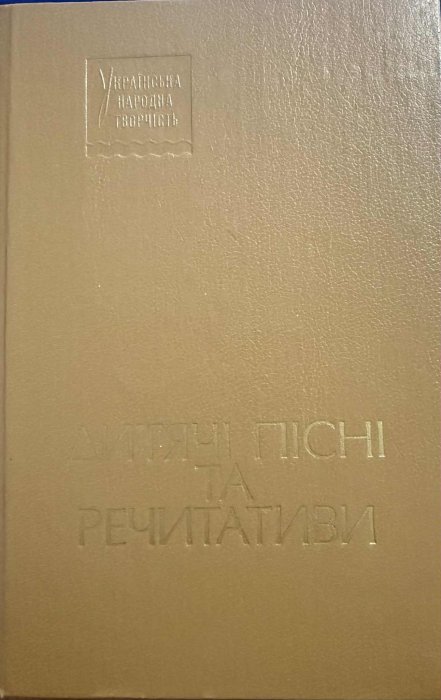 Українська
народна
творчість
ДИТЯЧІ ПІСНІ
ТА
РЕЧИТАТИВИ